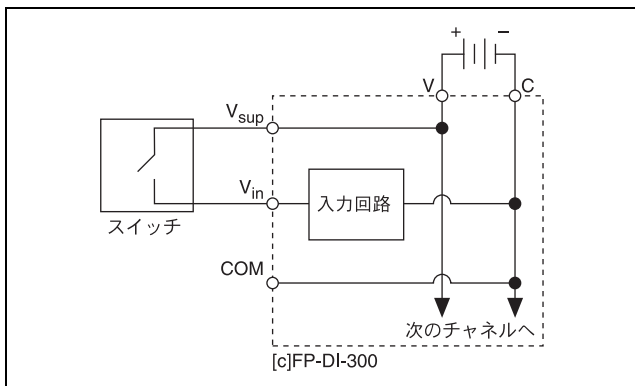 + −
V C
Vsup
スイッチ
Vin
入力回路
COM
次のチャネルへ
[c]FP-DI-300